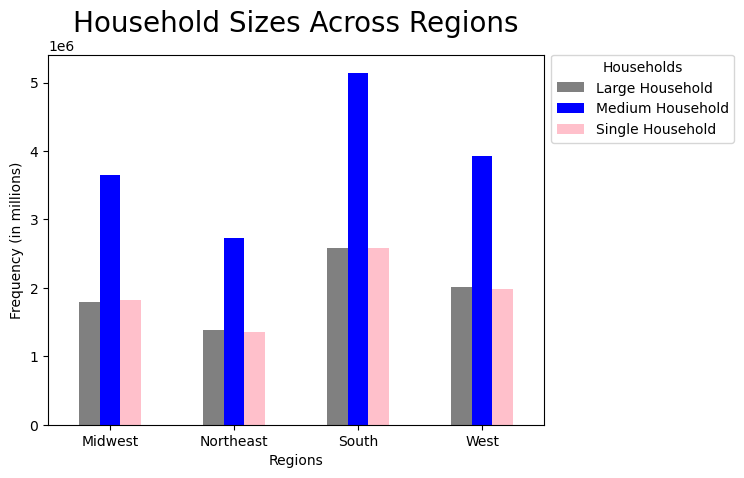 Household Sizes Across Regions
1e6
Households
Large Household
Medium Household
Single Household
5
4
3
2
1
0
Frequency (in millions)
Midwest Northeast South West
Regions